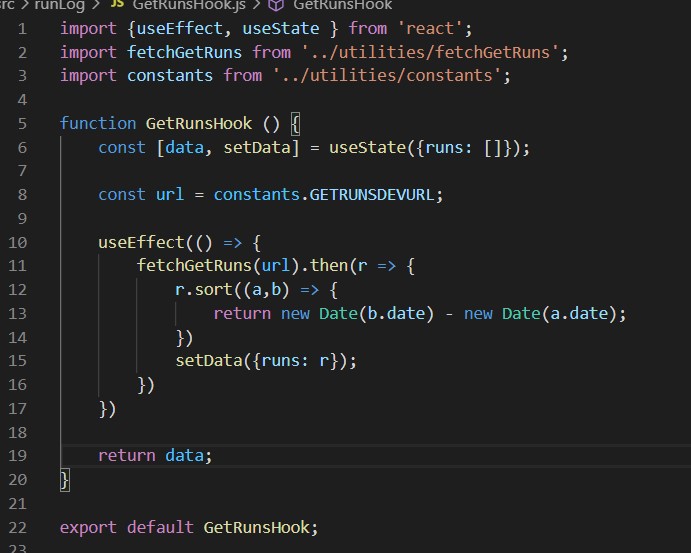 src > runLog > JS GetRunsHook.js > GetRunsHook
1 import {useEffect, useState } from 'react';
2 import fetchGetRuns from '../utilities/fetchGetRuns';
3 import constants from '../utilities/constants';
4
5 function GetRunsHook () {
6     const [data, setData] = useState({runs: []});
7
8     const url = constants.GETRUNSDEVURL;
9
10     useEffect(() => {
11         fetchGetRuns(url).then(r => {
12             r.sort((a,b) => {
13                 return new Date(b.date) - new Date(a.date);
14             })
15             setData({runs: r});
16         })
17     })
18
19     return data;
20 }
21
22 export default GetRunsHook;
23